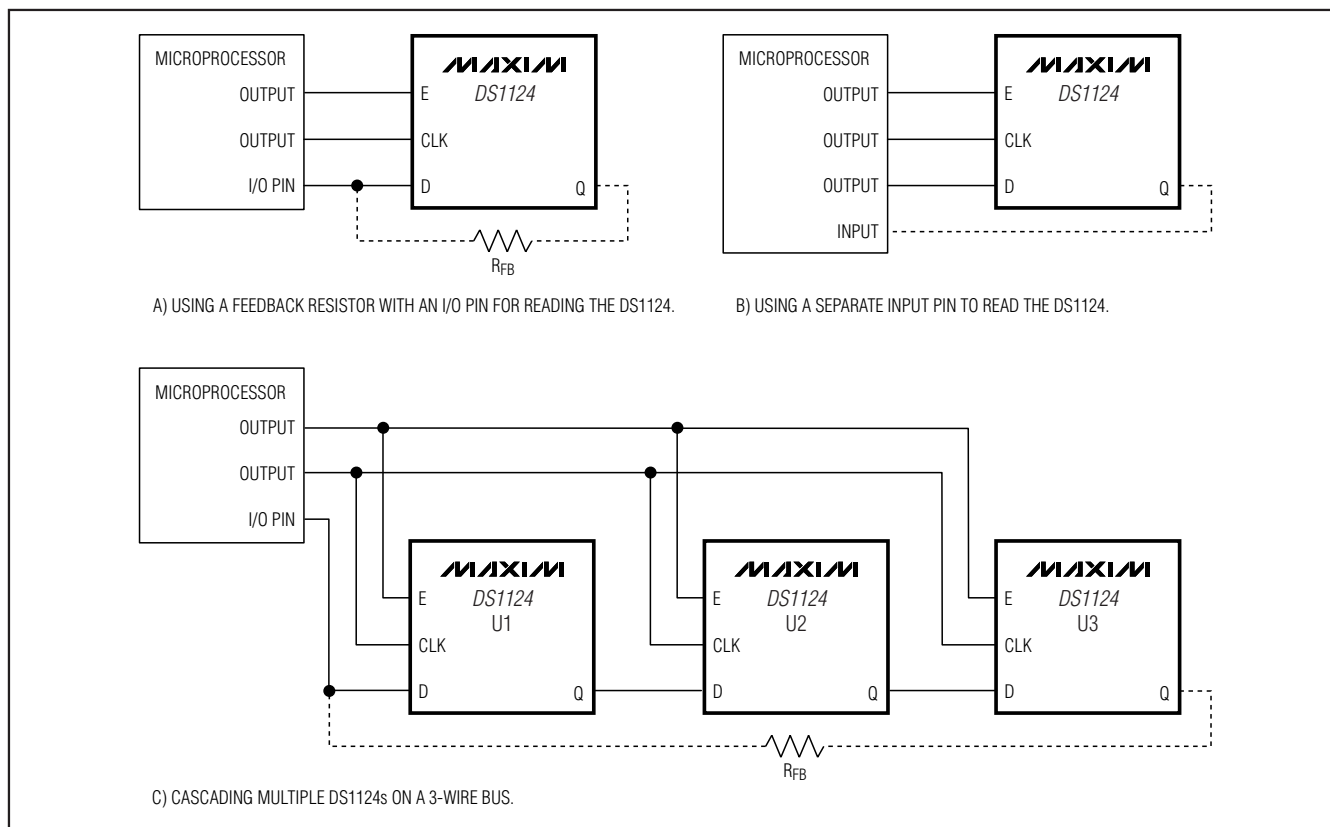 MICROPROCESSOR
OUTPUT
OUTPUT
I/O PIN
MAXIM
DS1124
E
CLK
D
Q
RFB
A) USING A FEEDBACK RESISTOR WITH AN I/O PIN FOR READING THE DS1124.
MICROPROCESSOR
OUTPUT
OUTPUT
OUTPUT
INPUT
MAXIM
DS1124
E
CLK
D
Q
B) USING A SEPARATE INPUT PIN TO READ THE DS1124.
MICROPROCESSOR
OUTPUT
OUTPUT
I/O PIN
MAXIM
DS1124
U1
E
CLK
D
Q
MAXIM
DS1124
U2
E
CLK
D
Q
MAXIM
DS1124
U3
E
CLK
D
Q
RFB
C) CASCADING MULTIPLE DS1124s ON A 3-WIRE BUS.